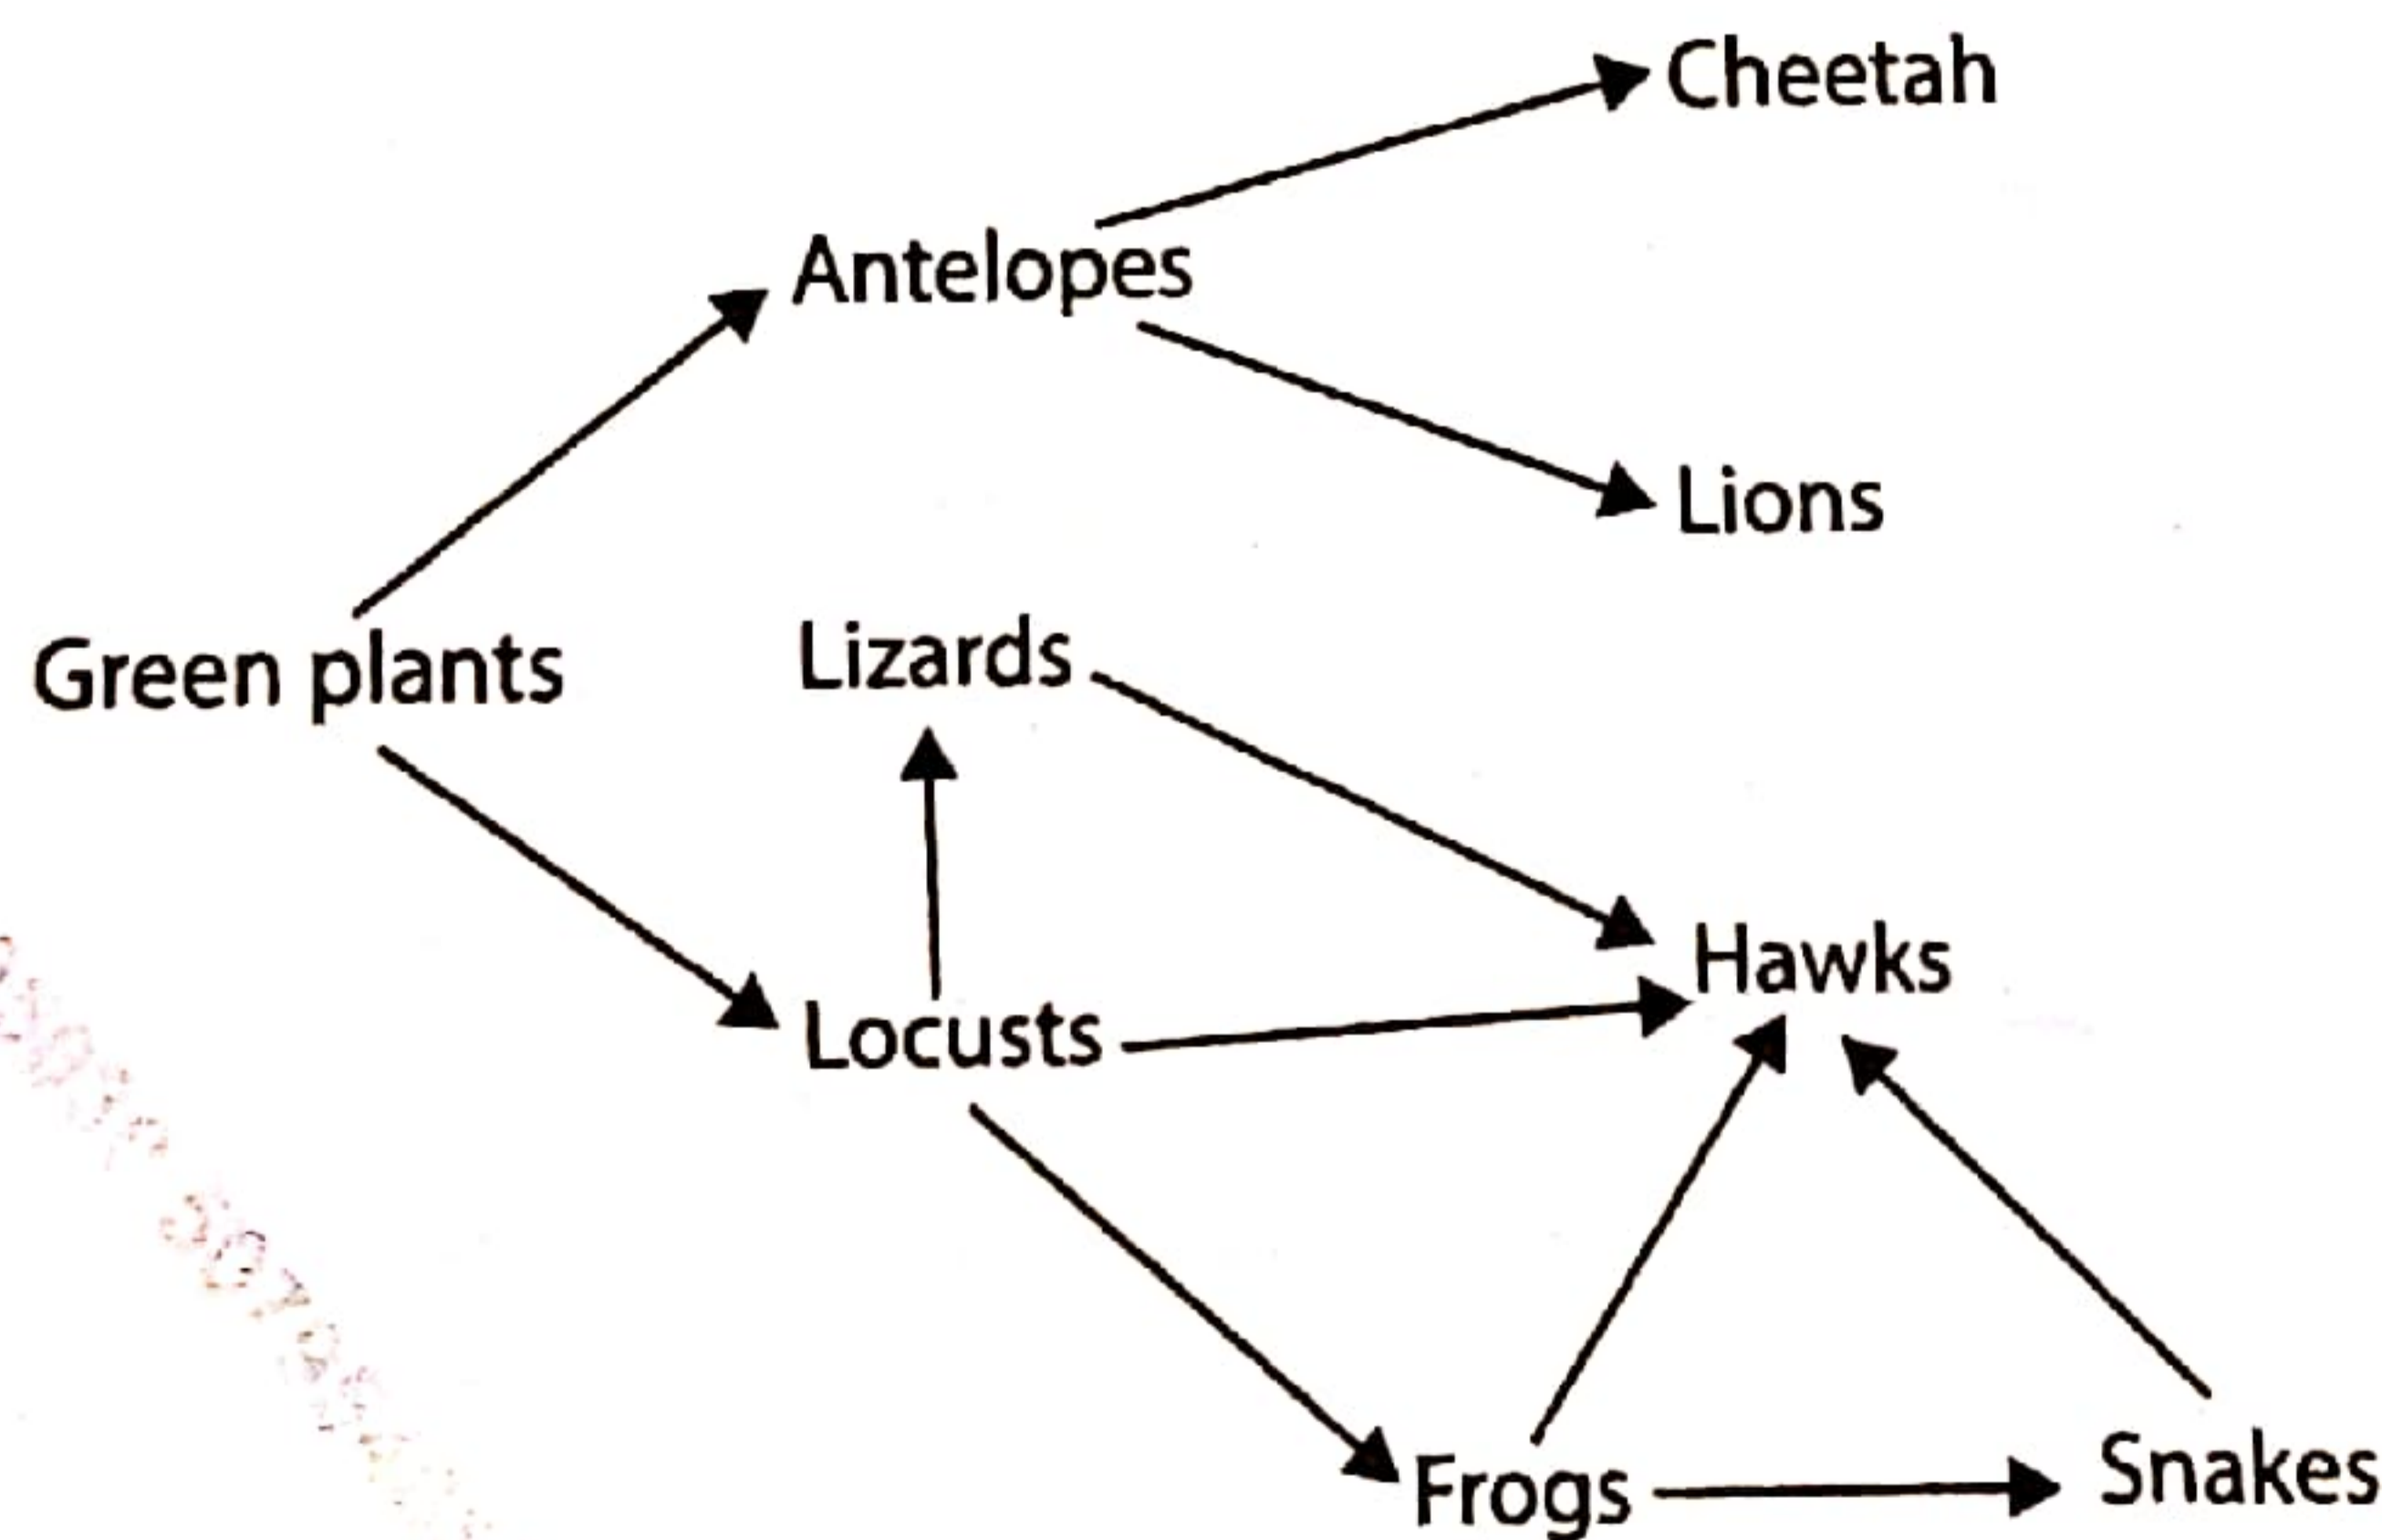 Cheetah
Antelopes
Lions
Green plants
Lizards
Hawks
Locusts
Frogs
Snakes